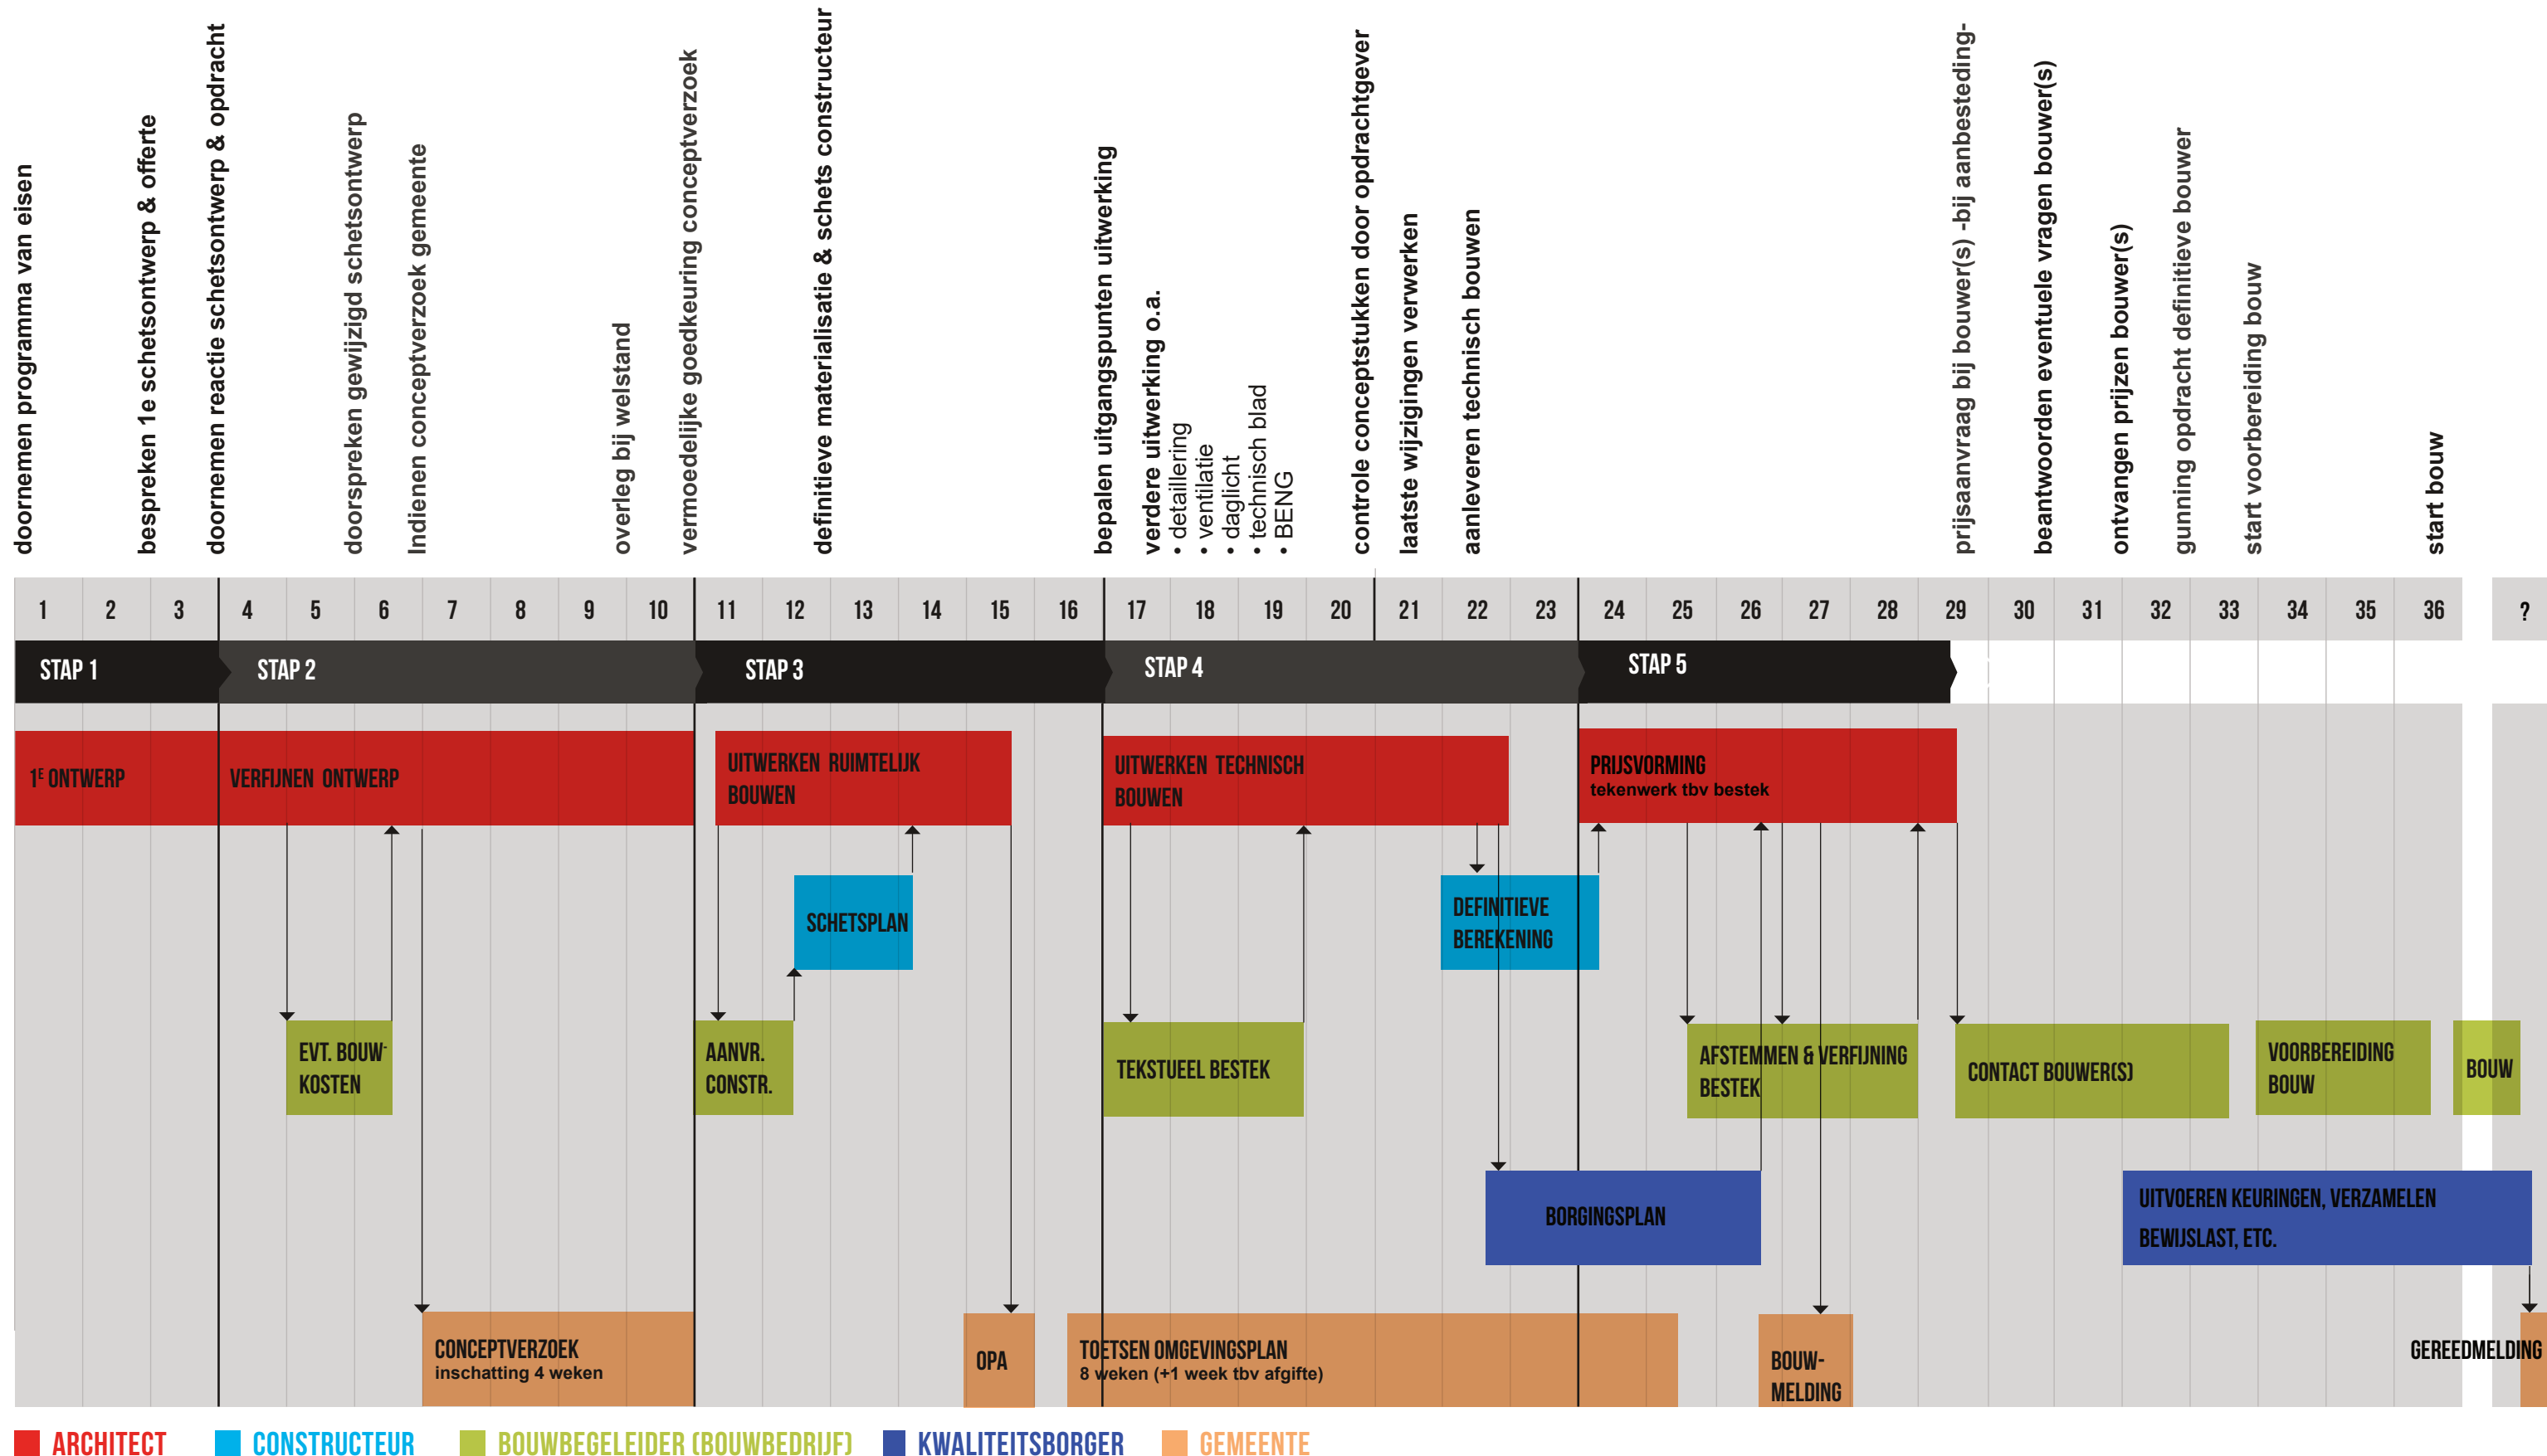 doornemen programma van eisen
bespreken 1e schetsontwerp & offerte
doornemen reactie schetsontwerp & opdracht
doorspreken gewijzigd schetsontwerp
Indienen conceptverzoek gemeente
overleg bij welstand
vermoedelijke goedkeuring conceptverzoek
definitieve materialisatie & schets constructeur
bepalen uitgangspunten uitwerking
verdere uitwerking o.a.
• detaillering
• ventilatie
• daglicht
• technisch blad
• BENG
controle conceptstukken door opdrachtgever
laatste wijzigingen verwerken
aanleveren technisch bouwen
prijsaanvraag bij bouwer(s) -bij aanbesteding-
beantwoorden eventuele vragen bouwer(s)
ontvangen prijzen bouwer(s)
gunning opdracht definitieve bouwer
start voorbereiding bouw
start bouw
1 2 3 4 5 6 7 8 9 10 11 12 13 14 15 16 17 18 19 20 21 22 23 24 25 26 27 28 29 30 31 32 33 34 35 36 ?
STAP 1 STAP 2 STAP 3 STAP 4 STAP 5
1E ONTWERP
VERFIJNEN ONTWERP
UITWERKEN RUIMTELIJK
BOUWEN
UITWERKEN TECHNISCH
BOUWEN
PRIJSVORMING
tekenwerk tbv bestek
SCHETSPLAN
DEFINITIEVE
BEREKENING
EVT. BOUW-
KOSTEN
AANVR.
CONSTR.
TEKSTUEEL BESTEK
AFSTEMMEN & VERFIJNING
BESTEK
CONTACT BOUWER(S)
VOORBEREIDING
BOUW
BOUW
BORGINGSPLAN
UITVOEREN KEURINGEN, VERZAMELEN
BEWIJSLAST, ETC.
CONCEPTVERZOEK
inschatting 4 weken
OPA
TOETSEN OMGEVINGSPLAN
8 weken (+1 week tbv afgifte)
BOUW-
MELDING
GEREEDMELDING
ARCHITECT CONSTRUCTEUR BOUWBEGELEIDER (BOUWBEDRIJF) KWALITEITSBORGER GEMEENTE